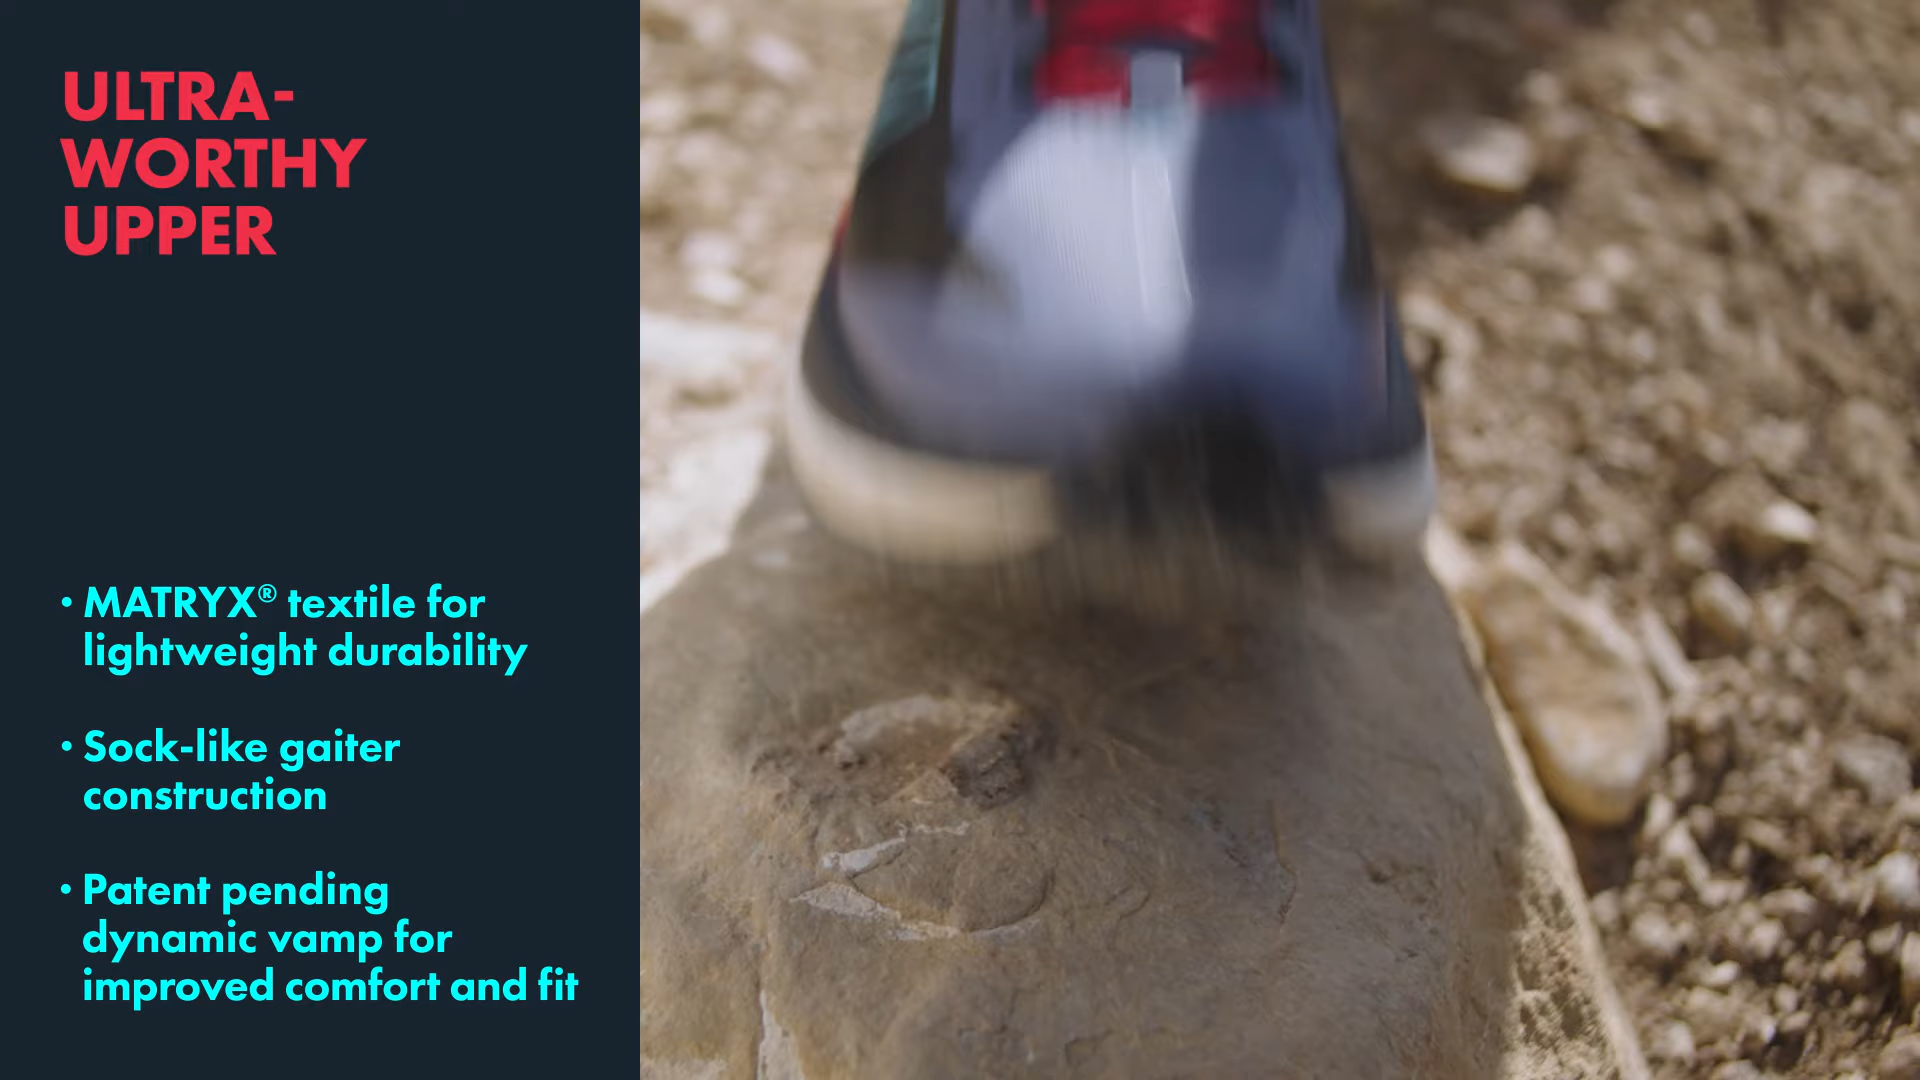 ULTRA-
WORTHY
UPPER
• MATRYX® textile for
lightweight durability
• Sock-like gaiter
construction
• Patent pending
dynamic vamp for
improved comfort and fit